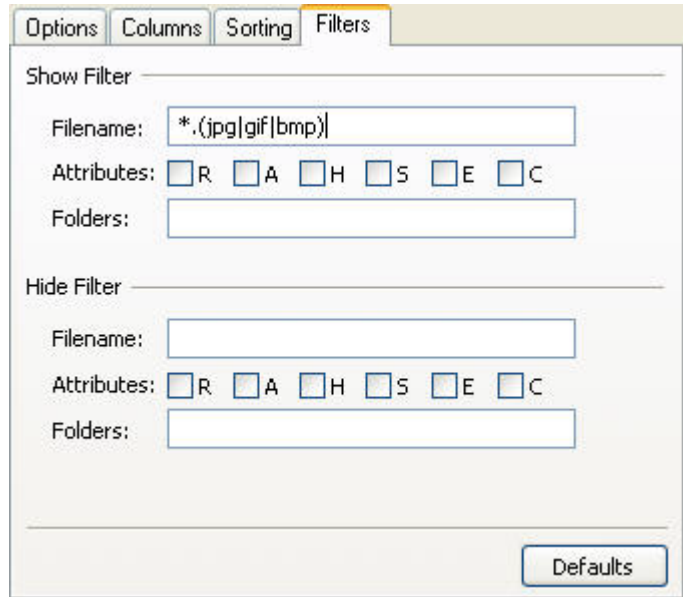 Options Columns Sorting Filters
Show Filter
Filename: *.(jpg|gif|bmp)
Attributes: R A H S E C
Folders:
Hide Filter
Filename:
Attributes: R A H S E C
Folders:
Defaults